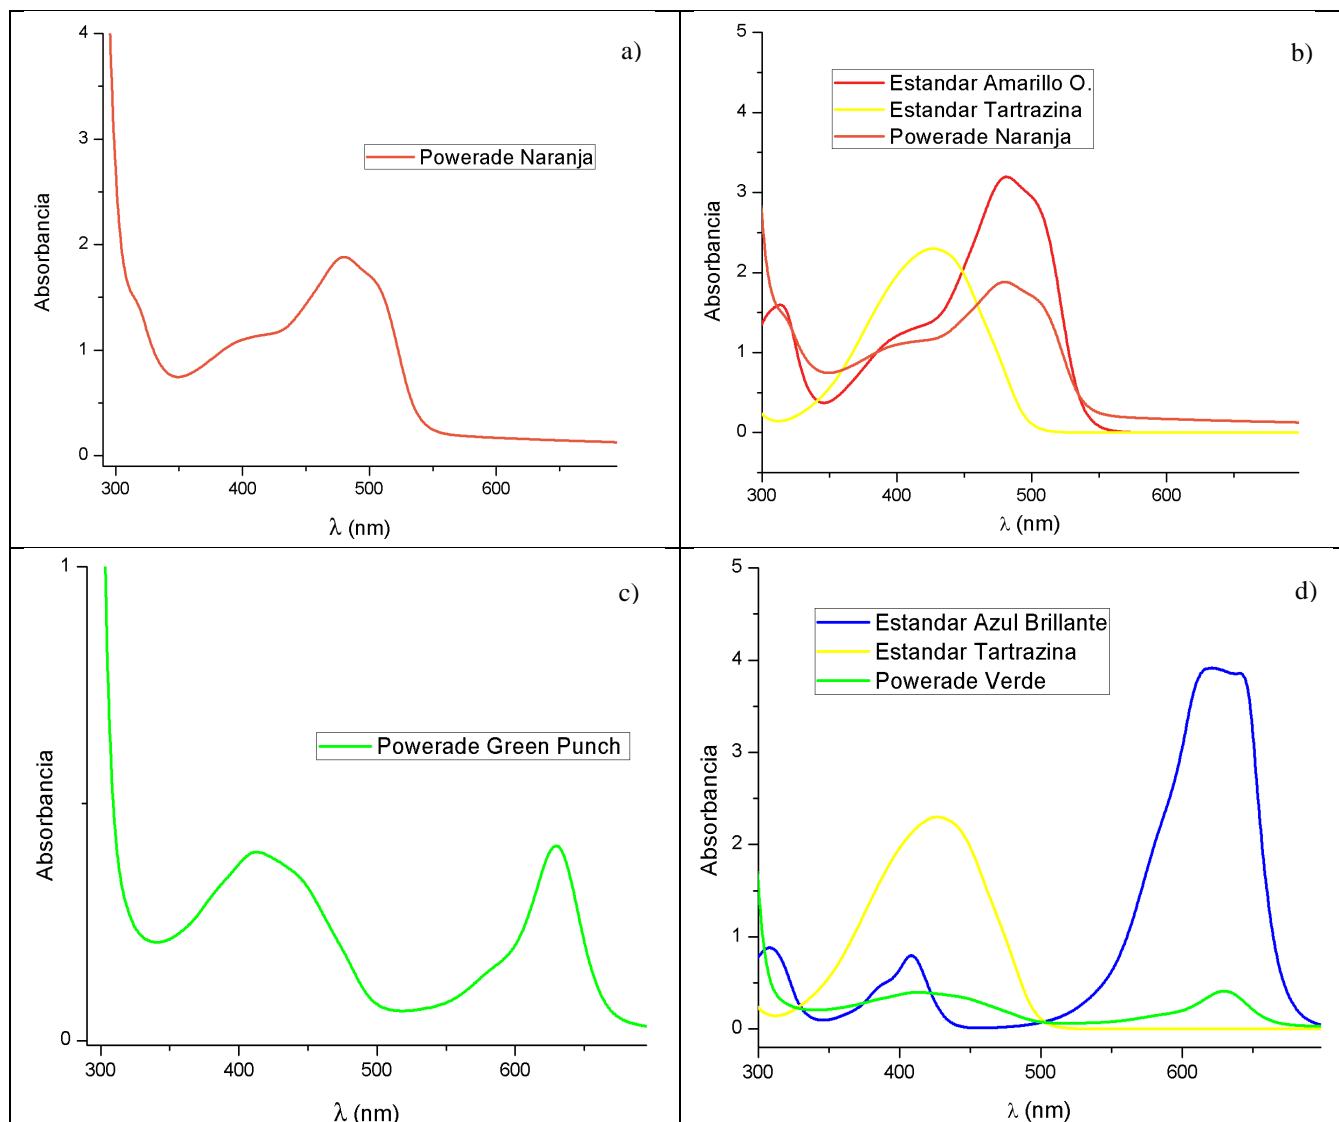 a)
4
3
2
1
0
Absorbancia
Powerade Naranja
300 400 500 600
λ (nm)
b)
5
4
3
2
1
0
Absorbancia
Estandar Amarillo O.
Estandar Tartrazina
Powerade Naranja
300 400 500 600
λ (nm)
c)
1
0
Absorbancia
Powerade Green Punch
300 400 500 600
λ (nm)
d)
5
4
3
2
1
0
Absorbancia
Estandar Azul Brillante
Estandar Tartrazina
Powerade Verde
300 400 500 600
λ (nm)